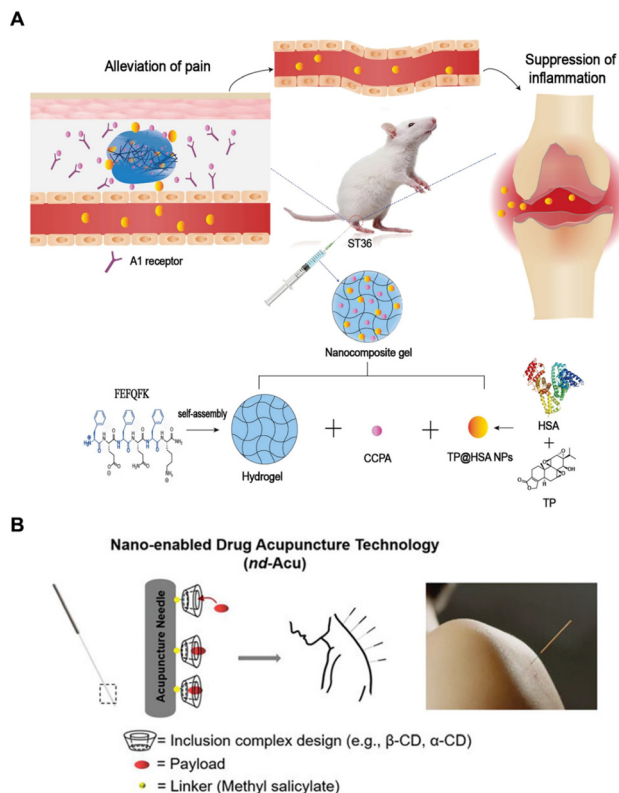 A
Alleviation of pain
Suppression of
inflammation
A1 receptor
ST36
Nanocomposite gel
FEFQFK
self-assembly
Hydrogel
+
CCPA
+
TP@HSA NPs
HSA
+
TP
B
Nano-enabled Drug Acupuncture Technology
(nd-Acu)
Acupuncture Needle
= Inclusion complex design (e.g., β-CD, α-CD)
= Payload
= Linker (Methyl salicylate)